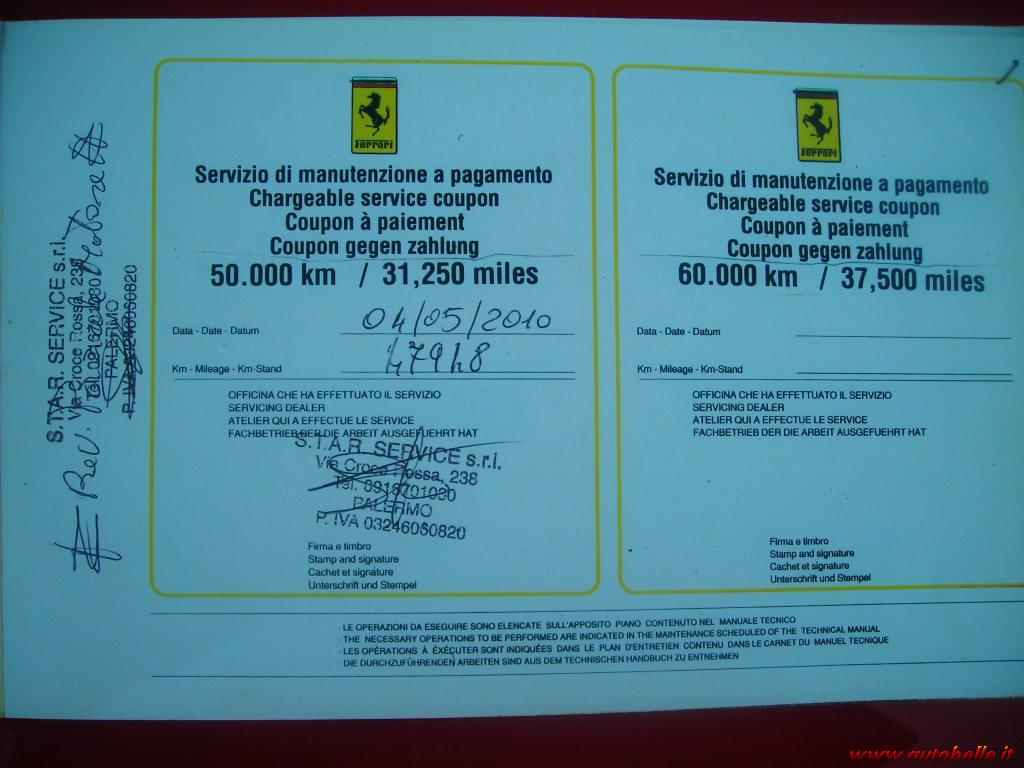 S.T.A.R. SERVICE s.r.l.
Via Croce Rossa, 238
PALERMO
Rev.
Ferrari
Servizio di manutenzione a pagamento
Chargeable service coupon
Coupon à paiement
Coupon gegen zahlung
50.000 km / 31,250 miles
Data - Date - Datum 04/05/2010
Km - Mileage - Km-Stand 47948
OFFICINA CHE HA EFFETTUATO IL SERVIZIO
SERVICING DEALER
ATELIER QUI A EFFECTUE LE SERVICE
FACHBETRIEB DER DIE ARBEIT AUSGEFUEHRT HAT
S.T.A.R. SERVICE s.r.l.
Via Croce Rossa, 238
Tel. 0918701030
PALERMO
P. IVA 03246060820
Firma e timbro
Stamp and signature
Cachet et signature
Unterschrift und Stempel
Ferrari
Servizio di manutenzione a pagamento
Chargeable service coupon
Coupon à paiement
Coupon gegen zahlung
60.000 km / 37,500 miles
Data - Date - Datum
Km - Mileage - Km-Stand
OFFICINA CHE HA EFFETTUATO IL SERVIZIO
SERVICING DEALER
ATELIER QUI A EFFECTUE LE SERVICE
FACHBETRIEB DER DIE ARBEIT AUSGEFUEHRT HAT
Firma e timbro
Stamp and signature
Cachet et signature
Unterschrift und Stempel
- LE OPERAZIONI DA ESEGUIRE SONO ELENCATE SULL'APPOSITO PIANO CONTENUTO NEL MANUALE TECNICO
- THE NECESSARY OPERATIONS TO BE PERFORMED ARE INDICATED IN THE MAINTENANCE SCHEDULED OF THE TECHNICAL MANUAL
- LES OPÉRATIONS À ÉXÉCUTER SONT INDIQUÉES DANS LE PLAN D'ENTRETIEN CONTENU DANS LE CARNET DU MANUEL TECNIQUE
- DIE DURCHZUFÜHRENDEN ARBEITEN SIND AUS DEM TECHNISCHEN HANDBUCH ZU ENTNEHMEN
www.autobelle.it